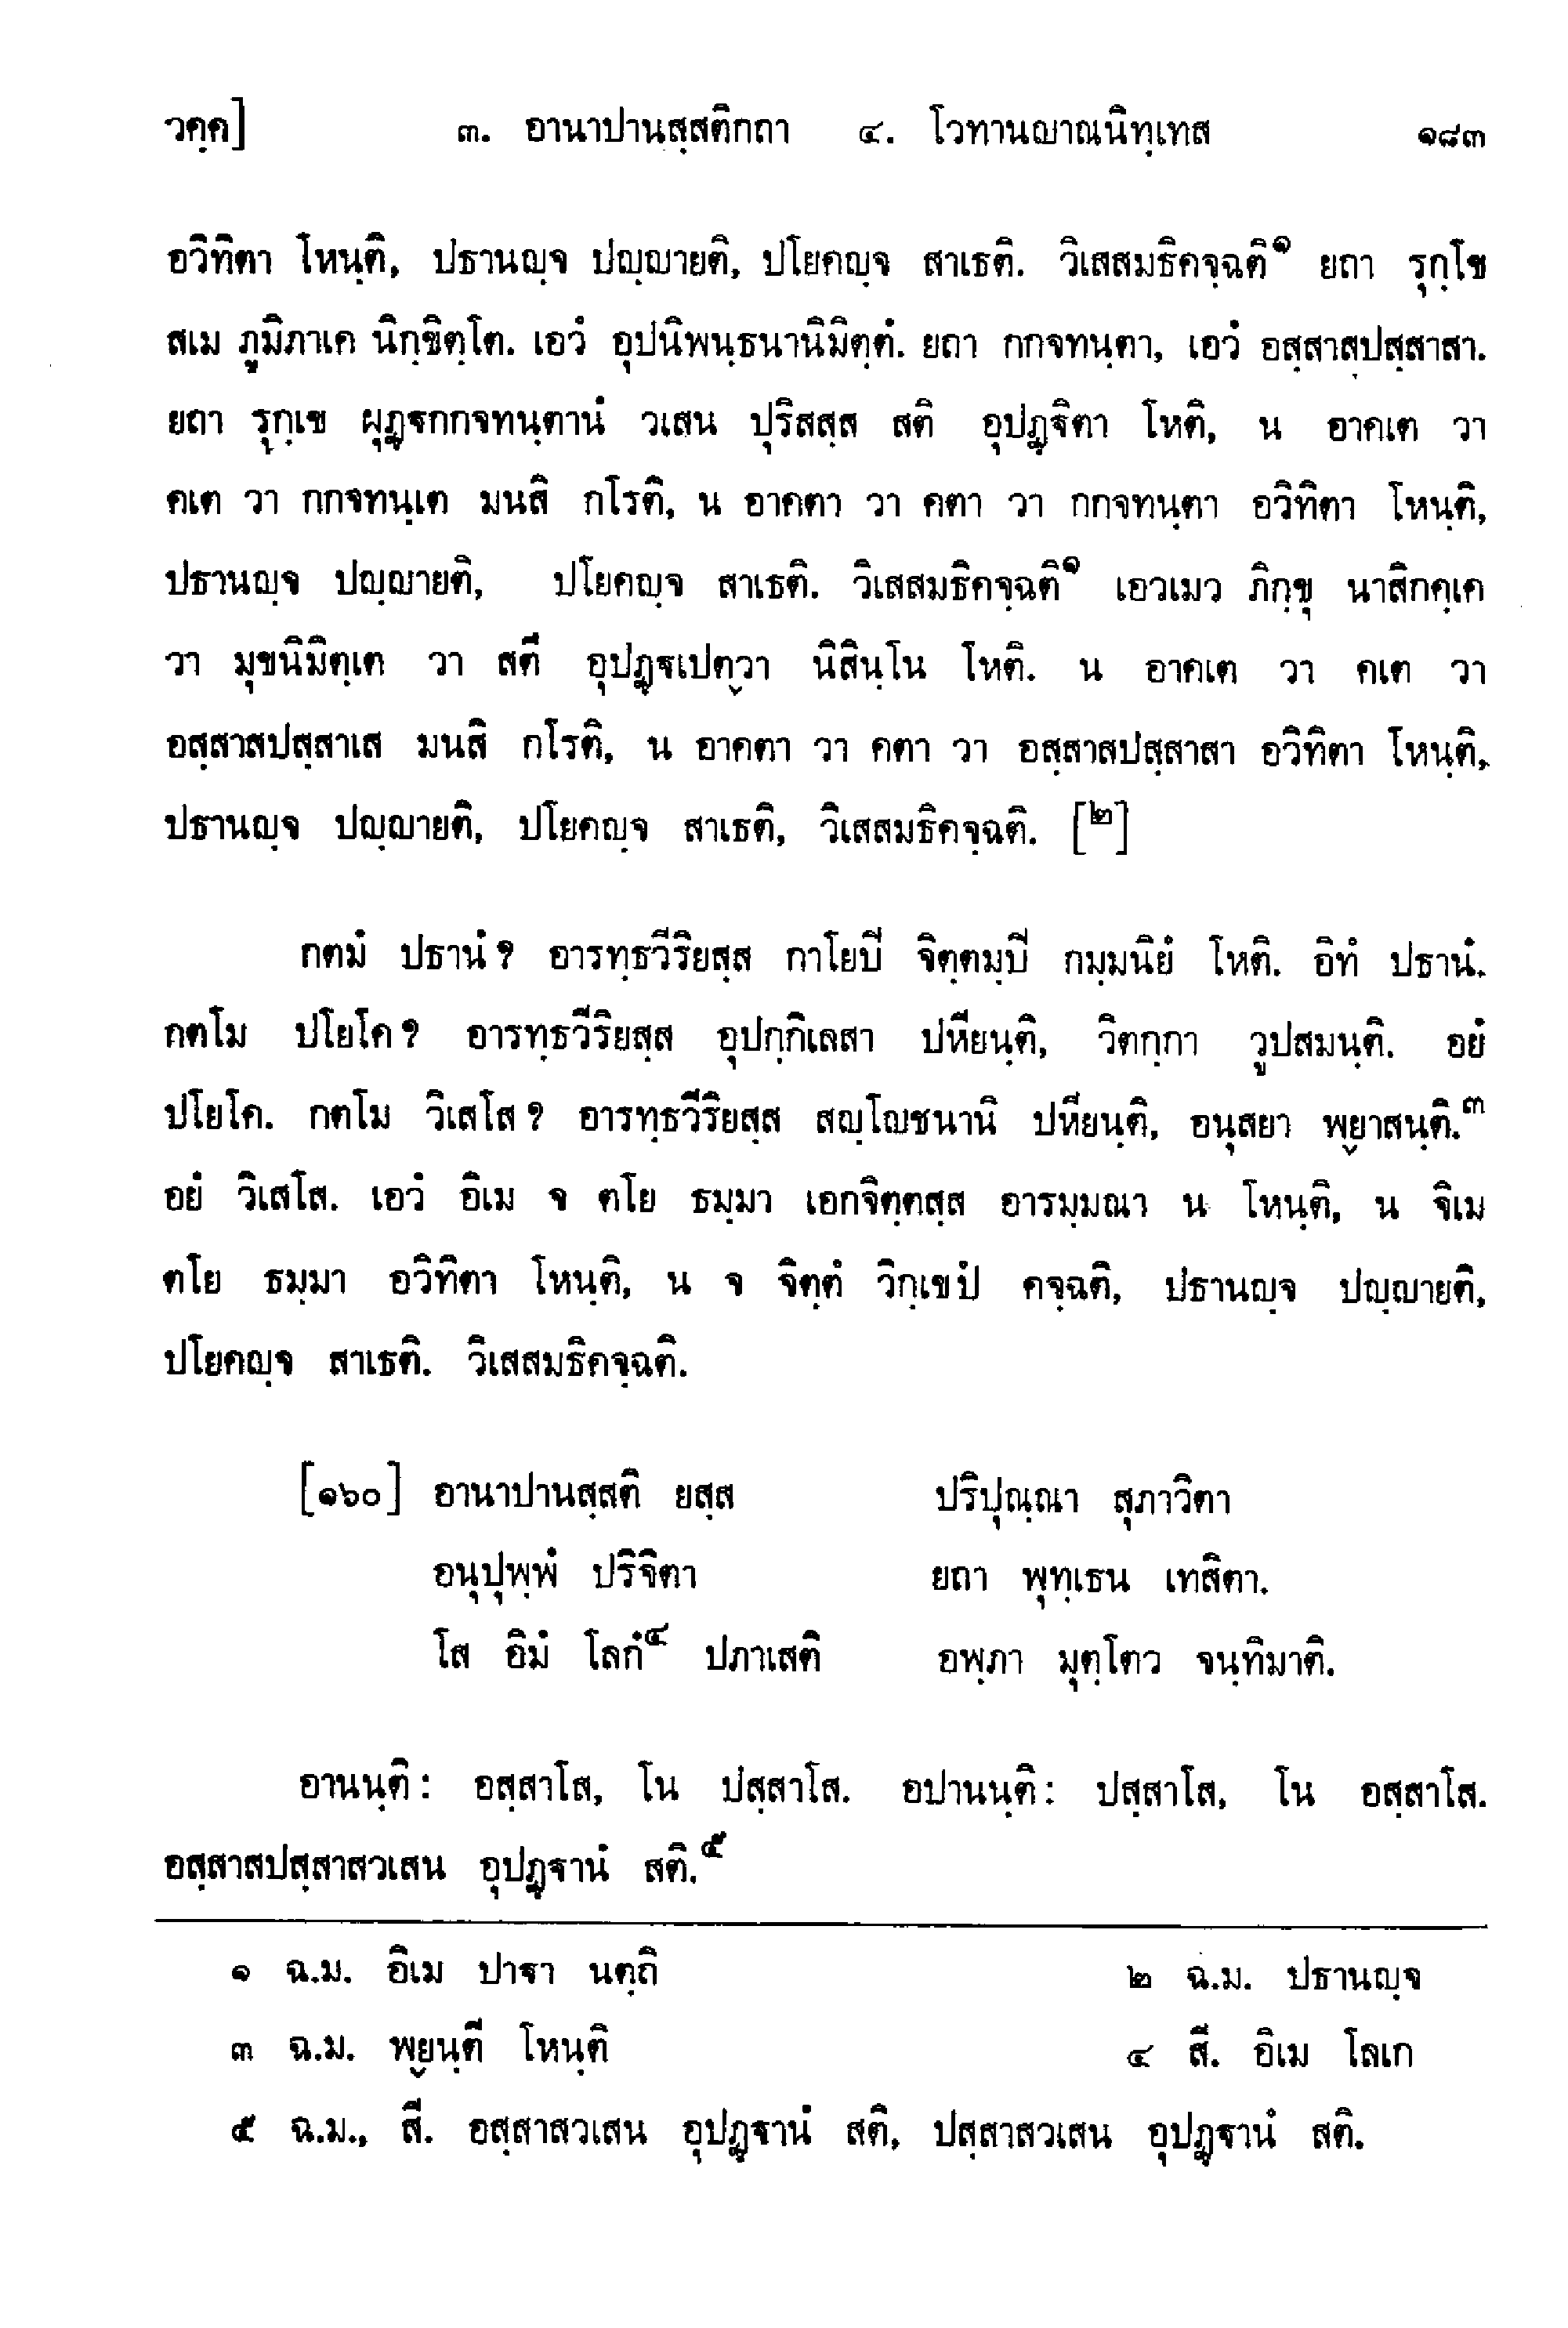 วคฺค] ๓. อานาปานสฺสติกถา ๔. โวทานญาณนิทฺเทส ๑๘๓
อวิทิตา โหนฺติ, ปธานญฺจ ปญฺญายติ, ปโยคญฺจ สาเธติ. วิเสสมธิคจฺฉติ๑ ยถา รุกฺโข
สเม ภูมิภาเค นิกฺขิตฺโต. เอวํ อุปนิพนฺธนานิมิตฺตํ. ยถา กกจทนฺตา, เอวํ อสฺสาสปสฺสาสา.
ยถา รุกฺเข ผุฏฺฐกกจทนฺตานํ วเสน ปุริสสฺส สติ อุปฏฺฐิตา โหติ, น อาคเต วา
คเต วา กกจทนฺเต มนสิ กโรติ, น อาคตา วา คตา วา กกจทนฺตา อวิทิตา โหนฺติ,
ปธานญฺจ ปญฺญายติ, ปโยคญฺจ สาเธติ. วิเสสมธิคจฺฉติ๑ เอวเมว ภิกฺขุ นาสิกคฺเค
วา มุขนิมิตฺเต วา สตึ อุปฏฺฐเปตฺวา นิสินฺโน โหติ. น อาคเต วา คเต วา
อสฺสาสปสฺสาเส มนสิ กโรติ, น อาคตา วา คตา วา อสฺสาสปสฺสาสา อวิทิตา โหนฺติ,
ปธานญฺจ ปญฺญายติ, ปโยคญฺจ สาเธติ, วิเสสมธิคจฺฉติ. [๒]
กตมํ ปธานํ? อารทฺธวีริยสฺส กาโยปิ จิตฺตมฺปิ กมฺมนิยํ โหติ. อิทํ ปธานํ.
กตโม ปโยโค? อารทฺธวีริยสฺส อุปกฺกิเลสา ปหียนฺติ, วิตกฺกา วูปสมนฺติ. อยํ
ปโยโค. กตโม วิเสโส? อารทฺธวีริยสฺส สญฺโญชนานิ ปหียนฺติ, อนุสยา พฺยาสนฺติ.๓
อยํ วิเสโส. เอวํ อิเม จ ตโย ธมฺมา เอกจิตฺตสฺส อารมฺมณา น โหนฺติ, น จิเม
ตโย ธมฺมา อวิทิตา โหนฺติ, น จ จิตฺตํ วิกฺเขปํ คจฺฉติ, ปธานญฺจ ปญฺญายติ,
ปโยคญฺจ สาเธติ. วิเสสมธิคจฺฉติ.
[๑๖๐] อานาปานสฺสติ ยสฺส ปริปุณฺณา สุภาวิตา
อนุปุพฺพํ ปริจิตา ยถา พุทฺเธน เทสิตา.
โส อิมํ โลกํ๔ ปภาเสติ อพฺภา มุตฺโตว จนฺทิมาติ.
อานนฺติ: อสฺสาโส, โน ปสฺสาโส. อปานนฺติ: ปสฺสาโส, โน อสฺสาโส.
อสฺสาสปสฺสาสวเสน อุปฏฺฐานํ สติ.๕
๑ ฉ.ม. อิเม ปาฐา นตฺถิ ๒ ฉ.ม. ปธานญฺจ
๓ ฉ.ม. พฺยนฺตี โหนฺติ ๔ สี. อิเม โลเก
๕ ฉ.ม., สี. อสฺสาสวเสน อุปฏฺฐานํ สติ, ปสฺสาสวเสน อุปฏฺฐานํ สติ.